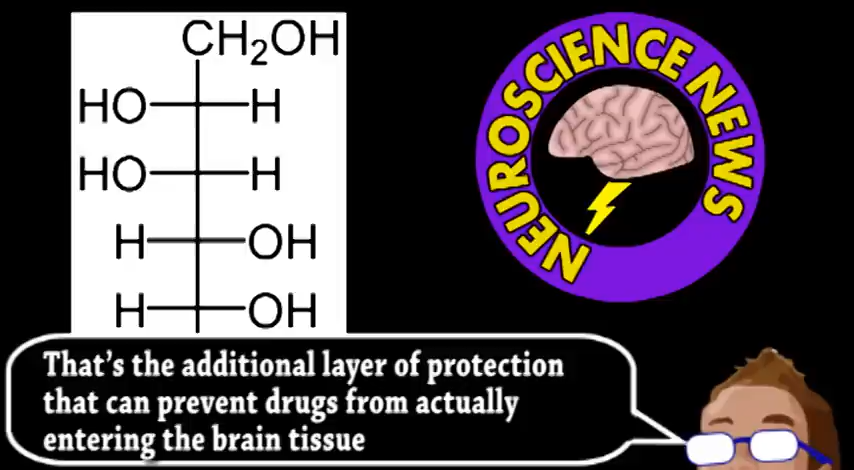 CH₂OH
HO H
HO H
H OH
H OH
NEUROSCIENCE NEWS
That's the additional layer of protection
that can prevent drugs from actually
entering the brain tissue